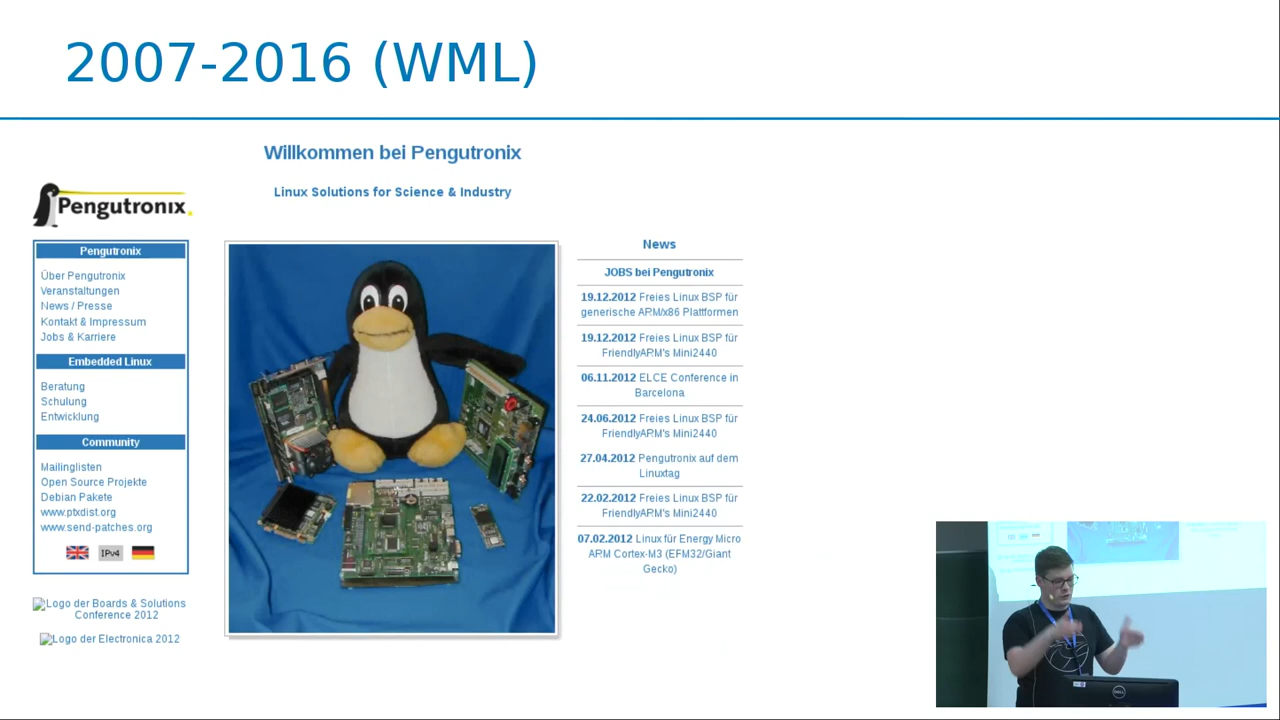 2007-2016 (WML)
Willkommen bei Pengutronix
Linux Solutions for Science & Industry
Pengutronix
Pengutronix
Über Pengutronix
Veranstaltungen
News / Presse
Kontakt & Impressum
Jobs & Karriere
Embedded Linux
Beratung
Schulung
Entwicklung
Community
Mailinglisten
Open Source Projekte
Debian Pakete
www.ptxdist.org
www.send-patches.org
IPv4
Logo der Boards & Solutions
Conference 2012
Logo der Electronica 2012
News
JOBS bei Pengutronix
19.12.2012 Freies Linux BSP für
generische ARM/x86 Plattformen
19.12.2012 Freies Linux BSP für
FriendlyARM's Mini2440
06.11.2012 ELCE Conference in
Barcelona
24.06.2012 Freies Linux BSP für
FriendlyARM's Mini2440
27.04.2012 Pengutronix auf dem
Linuxtag
22.02.2012 Freies Linux BSP für
FriendlyARM's Mini2440
07.02.2012 Linux für Energy Micro
ARM Cortex-M3 (EFM32/Giant
Gecko)
DELL